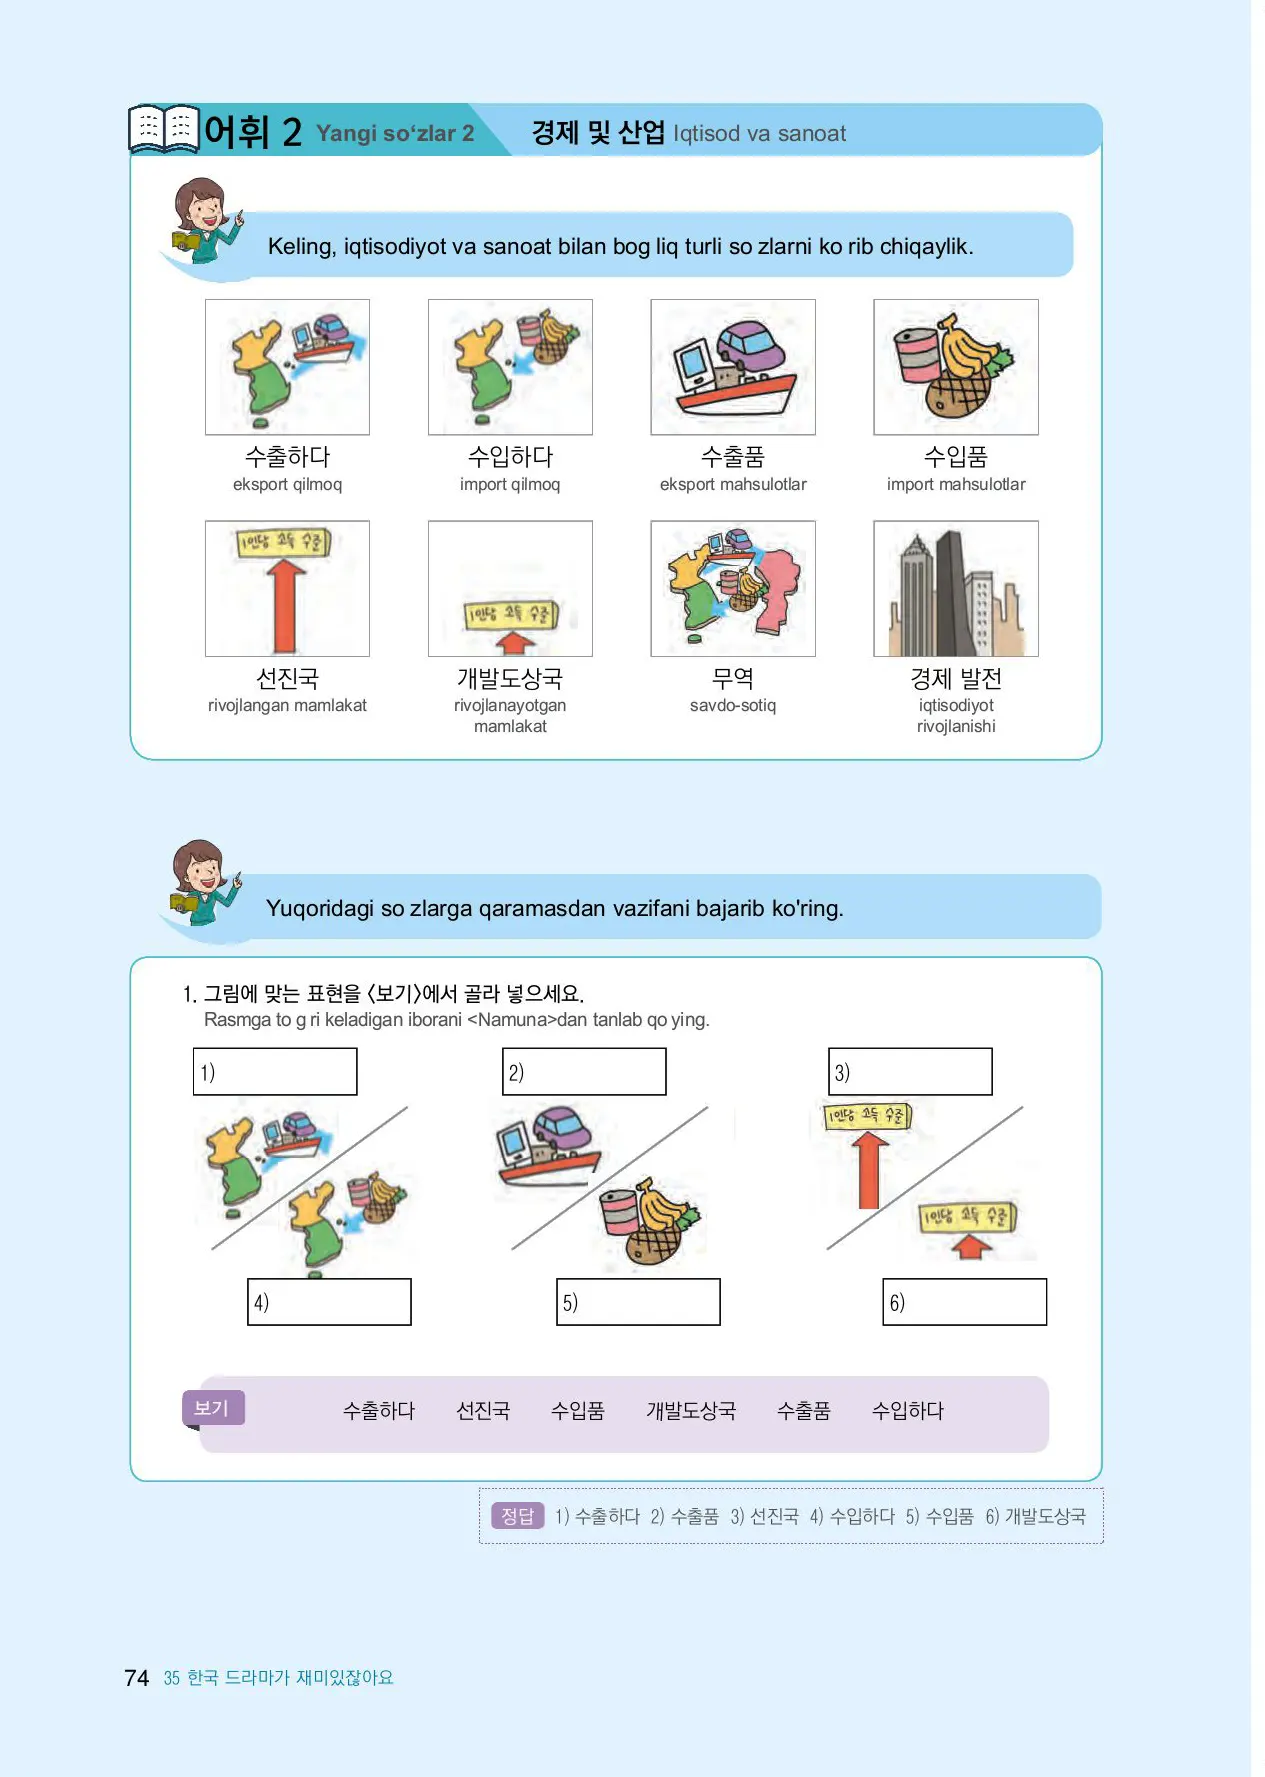 어휘 2 Yangi so‘zlar 2 경제 및 산업 Iqtisod va sanoat
Keling, iqtisodiyot va sanoat bilan bog liq turli so zlarni ko rib chiqaylik.
수출하다 수입하다 수출품 수입품
eksport qilmoq import qilmoq eksport mahsulotlar import mahsulotlar
1인당 소득 수준
1인당 소득 수준
선진국 개발도상국 무역 경제 발전
rivojlangan mamlakat rivojlanayotgan savdo-sotiq iqtisodiyot
mamlakat rivojlanishi
Yuqoridagi so zlarga qaramasdan vazifani bajarib ko'ring.
1. 그림에 맞는 표현을 〈보기〉에서 골라 넣으세요.
Rasmga to g ri keladigan iborani <Namuna>dan tanlab qo ying.
1) 2) 3)
1인당 소득 수준
1인당 소득 수준
4) 5) 6)
보기 수출하다 선진국 수입품 개발도상국 수출품 수입하다
정답 1) 수출하다 2) 수출품 3) 선진국 4) 수입하다 5) 수입품 6) 개발도상국
74 35 한국 드라마가 재미있잖아요